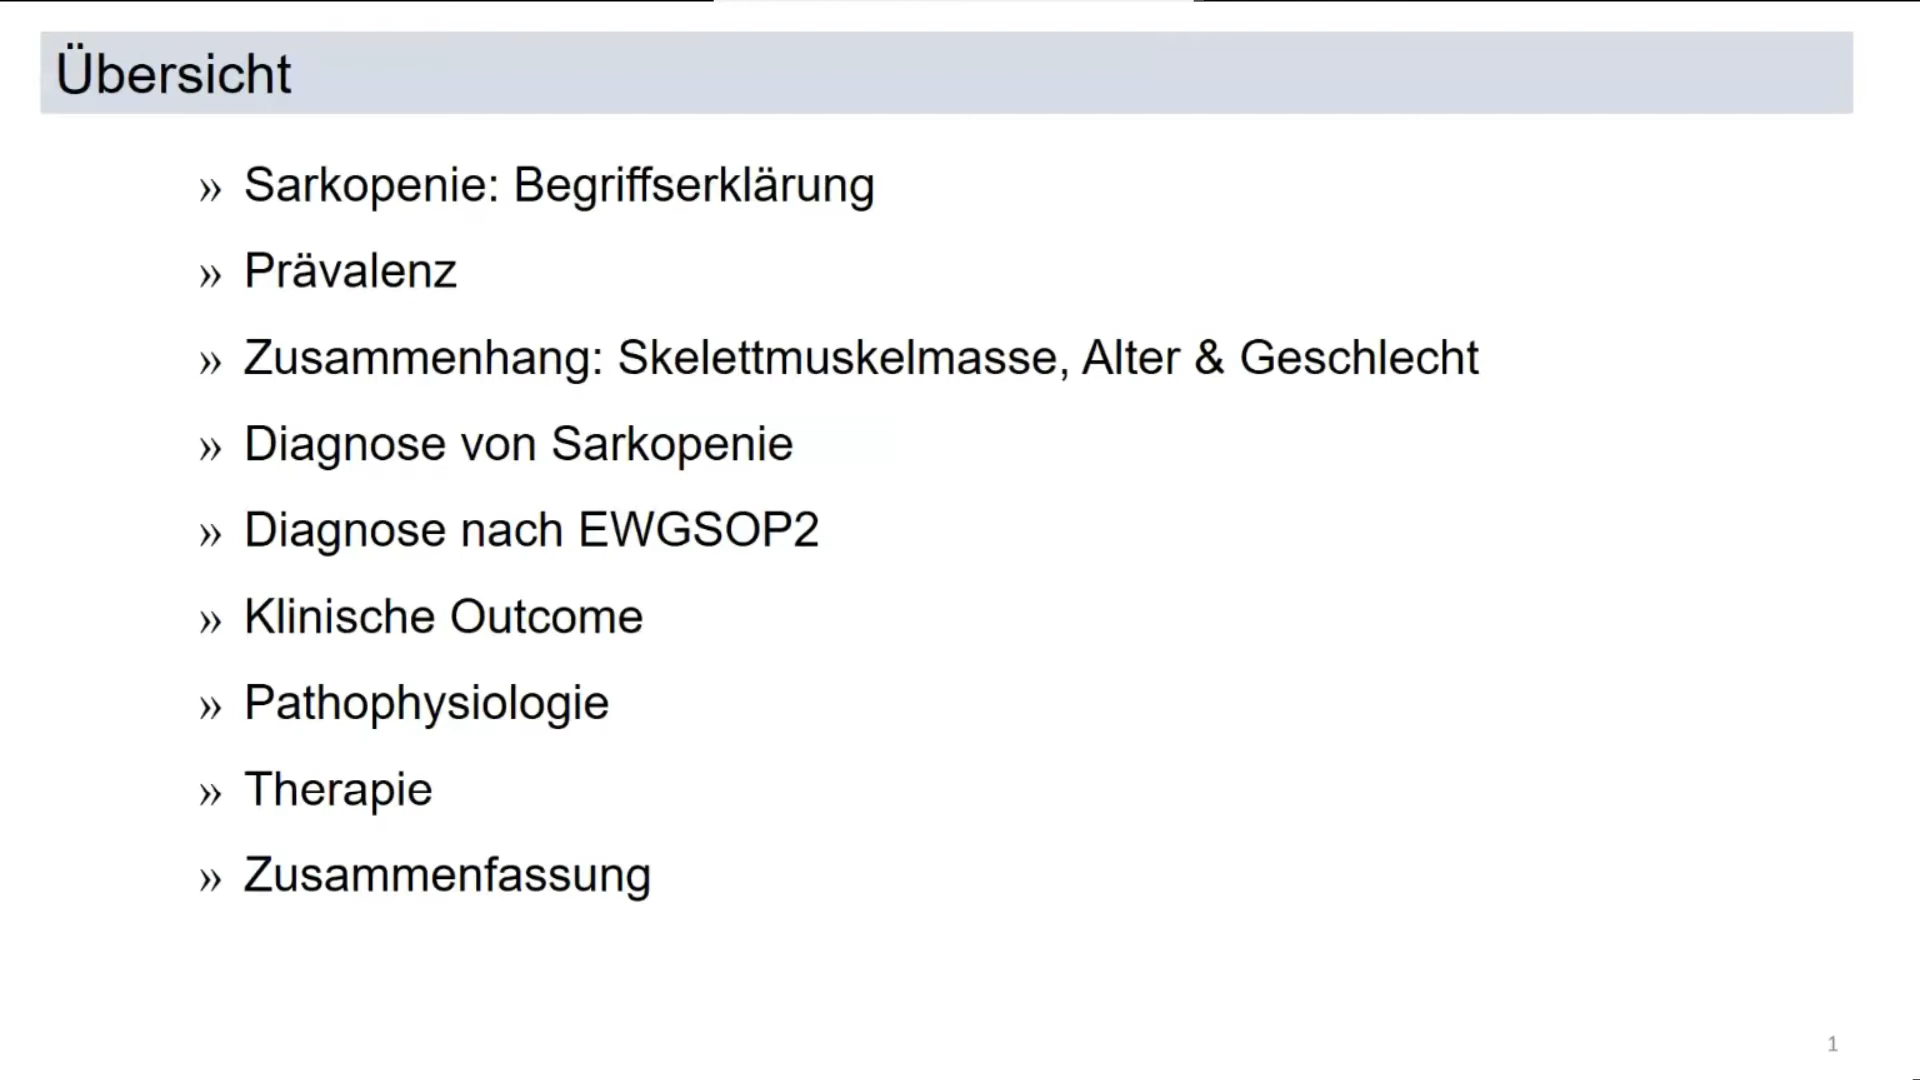 Übersicht
» Sarkopenie: Begriffserklärung
» Prävalenz
» Zusammenhang: Skelettmuskelmasse, Alter & Geschlecht
» Diagnose von Sarkopenie
» Diagnose nach EWGSOP2
» Klinische Outcome
» Pathophysiologie
» Therapie
» Zusammenfassung
1